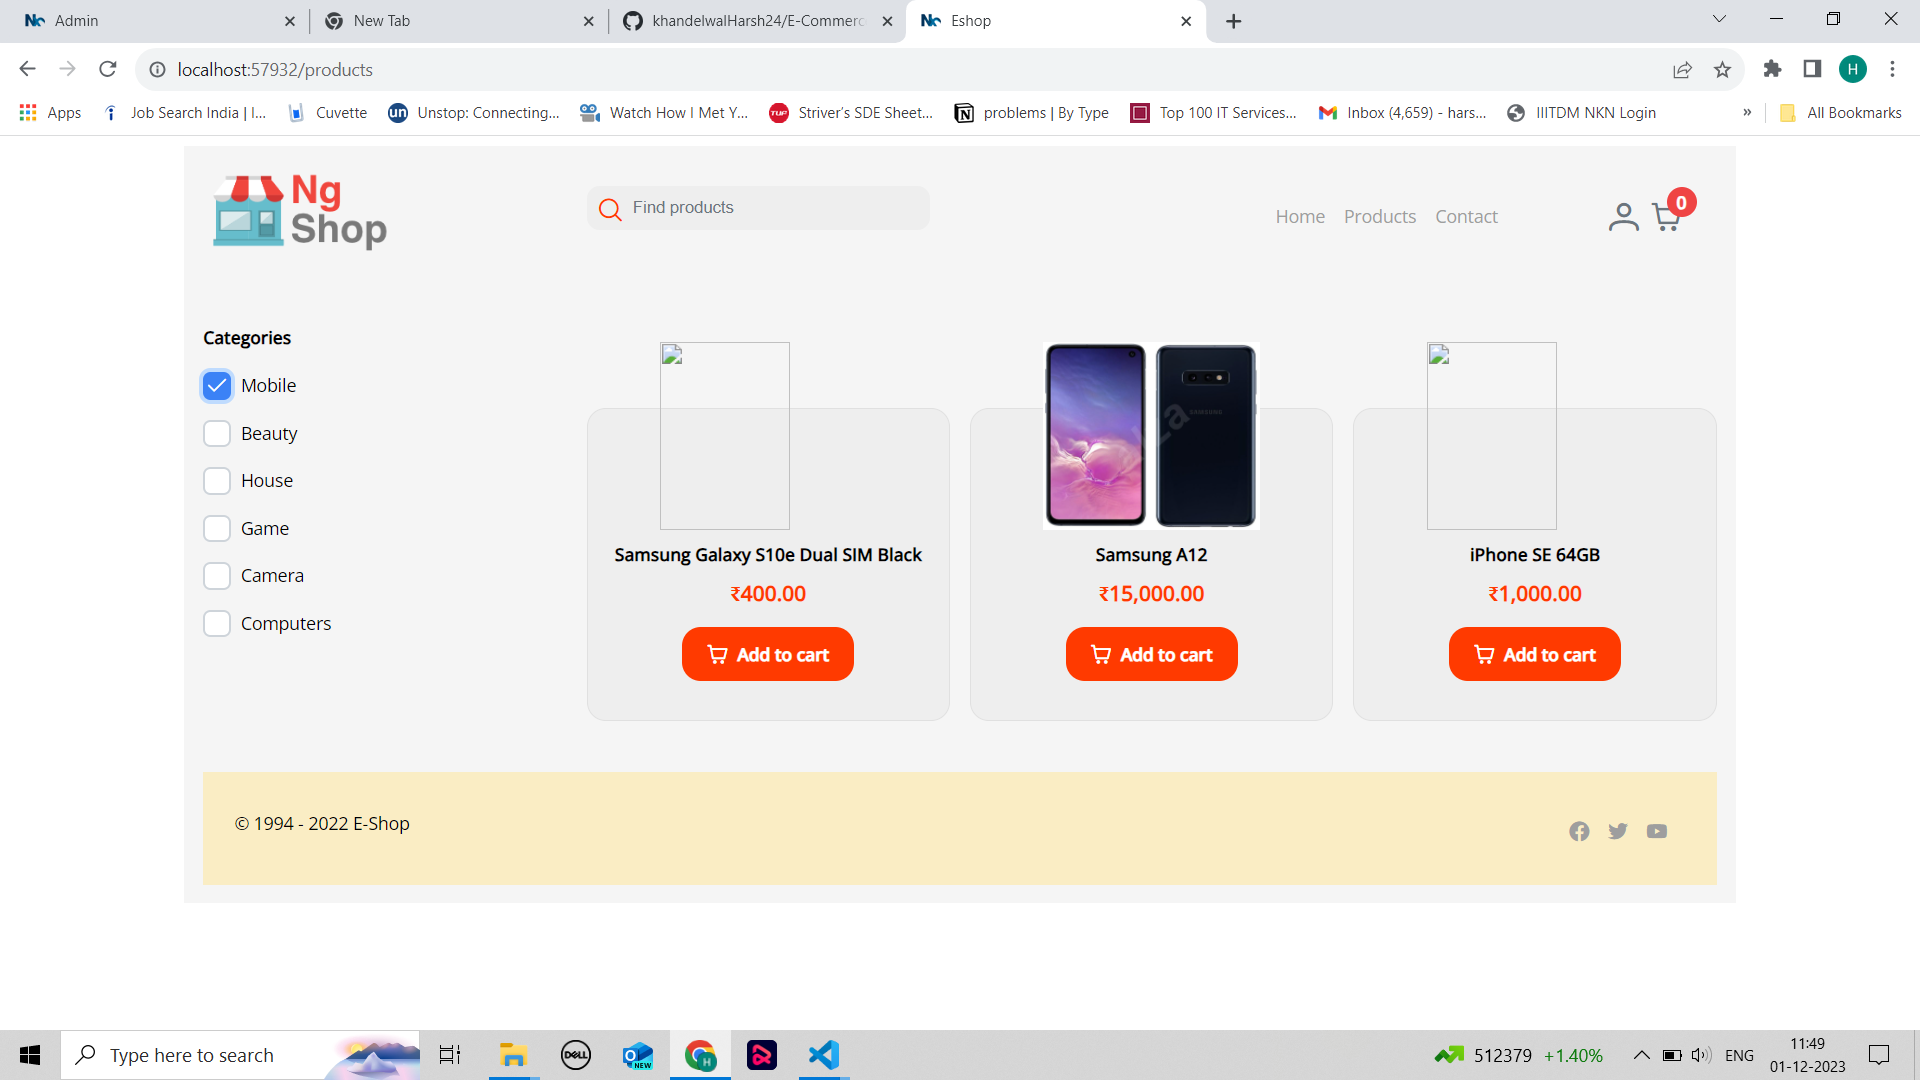 Admin
New Tab
khandelwalHarsh24/E-Commerc
Eshop
localhost:57932/products
H
Apps
Job Search India | I...
Cuvette
un
Unstop: Connecting...
Watch How I Met Y...
TUF
Striver's SDE Sheet...
problems | By Type
Top 100 IT Services...
Inbox (4,659) - hars...
IIITDM NKN Login
»
All Bookmarks
Ng
Shop
Find products
Home
Products
Contact
0
Categories
Mobile
Beauty
House
Game
Camera
Computers
SAMSUNG
Samsung Galaxy S10e Dual SIM Black
₹400.00
Add to cart
Samsung A12
₹15,000.00
Add to cart
iPhone SE 64GB
₹1,000.00
Add to cart
© 1994 - 2022 E-Shop
Type here to search
DELL
NEW
H
512379 +1.40%
ENG
11:49
01-12-2023